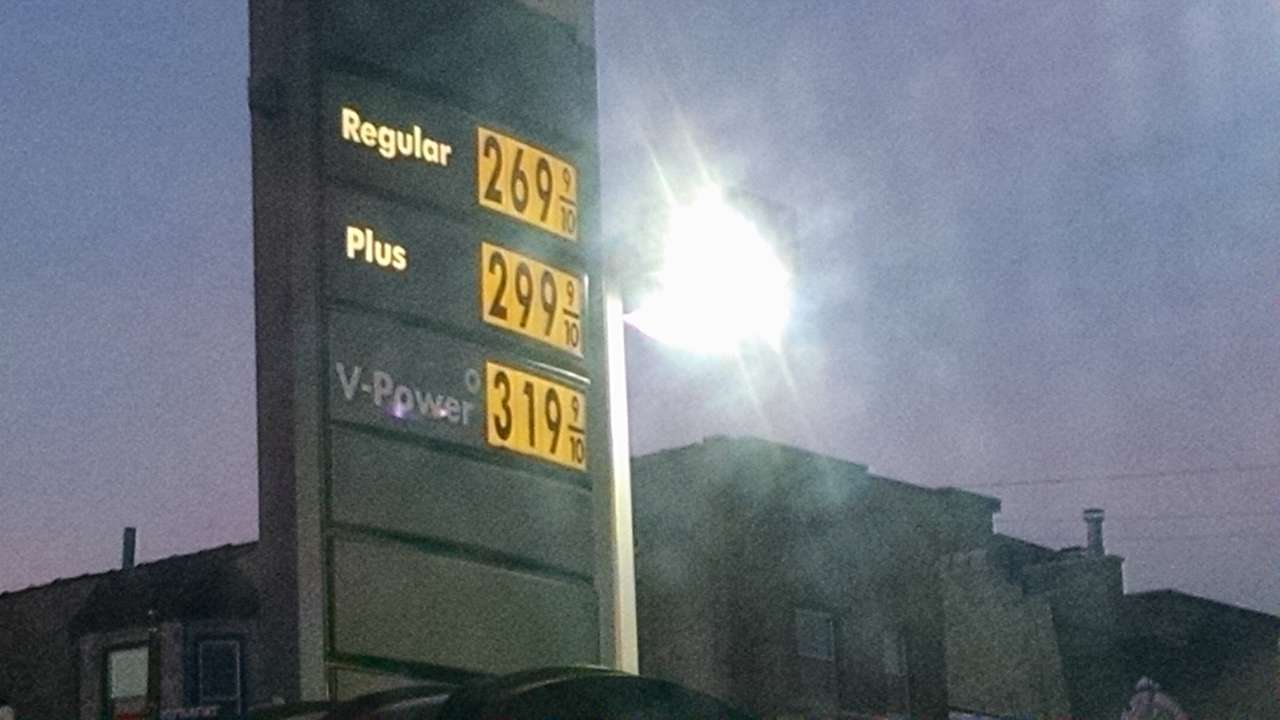 Regular 269 9/10
Plus 299 9/10
V-Power 319 9/10